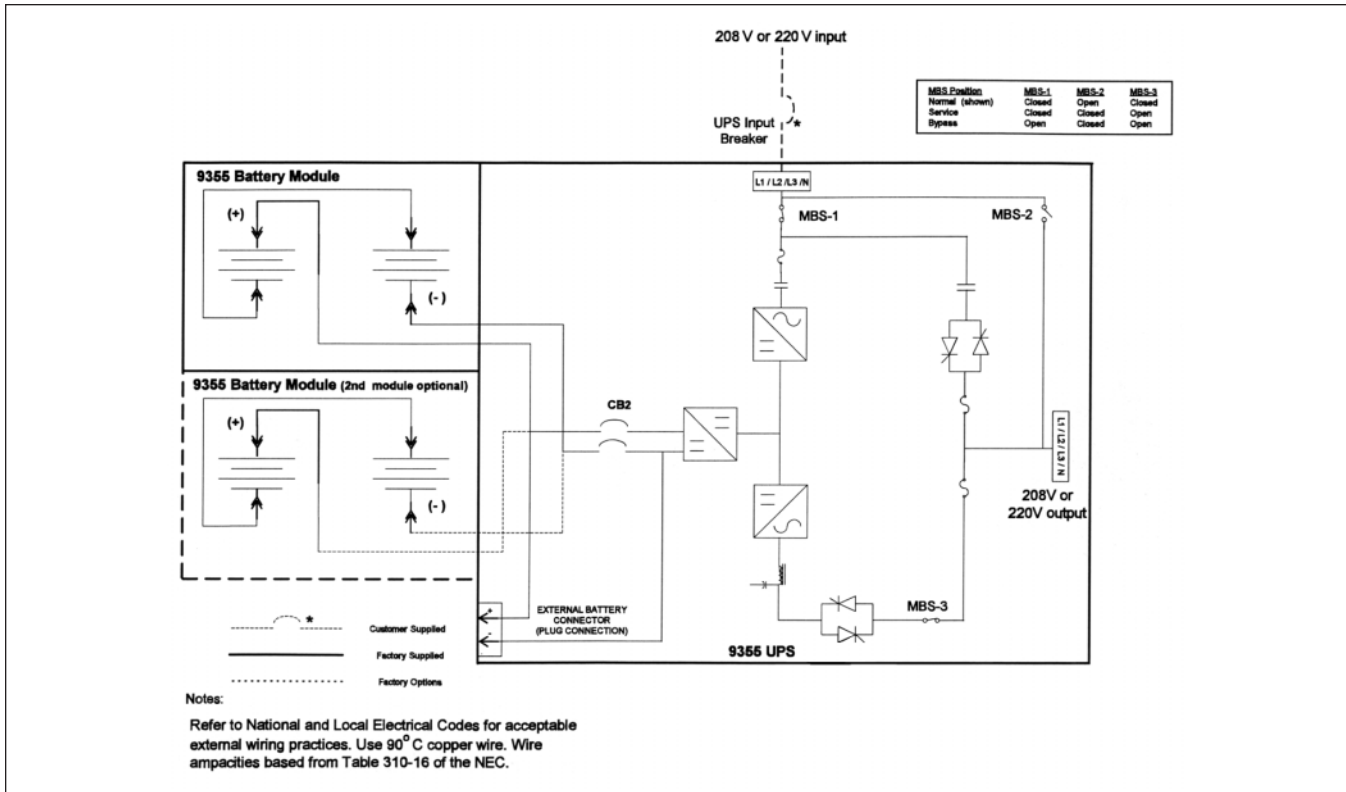 208 V or 220 V input
MBS Position MBS-1 MBS-2 MBS-3
Normal (shown) Closed Open Closed
Service Closed Closed Open
Bypass Open Closed Open
UPS Input
Breaker
*
9355 Battery Module
(+)
(-)
L1 / L2 /L3 /N
MBS-1
MBS-2
9355 Battery Module (2nd module optional)
(+)
(-)
CB2
L1 / L2 / L3 / N
208V or
220V output
MBS-3
+
-
EXTERNAL BATTERY
CONNECTOR
(PLUG CONNECTION)
9355 UPS
* Customer Supplied
Factory Supplied
Factory Options
Notes:
Refer to National and Local Electrical Codes for acceptable
external wiring practices. Use 90° C copper wire. Wire
ampacities based from Table 310-16 of the NEC.